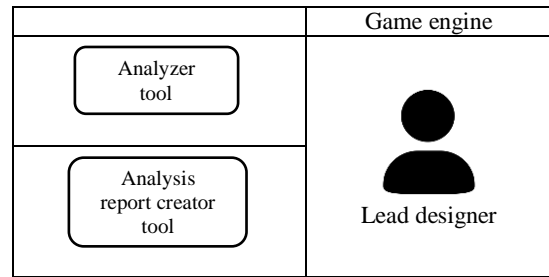 Game engine
Analyzer
tool
Analysis
report creator
tool
Lead designer